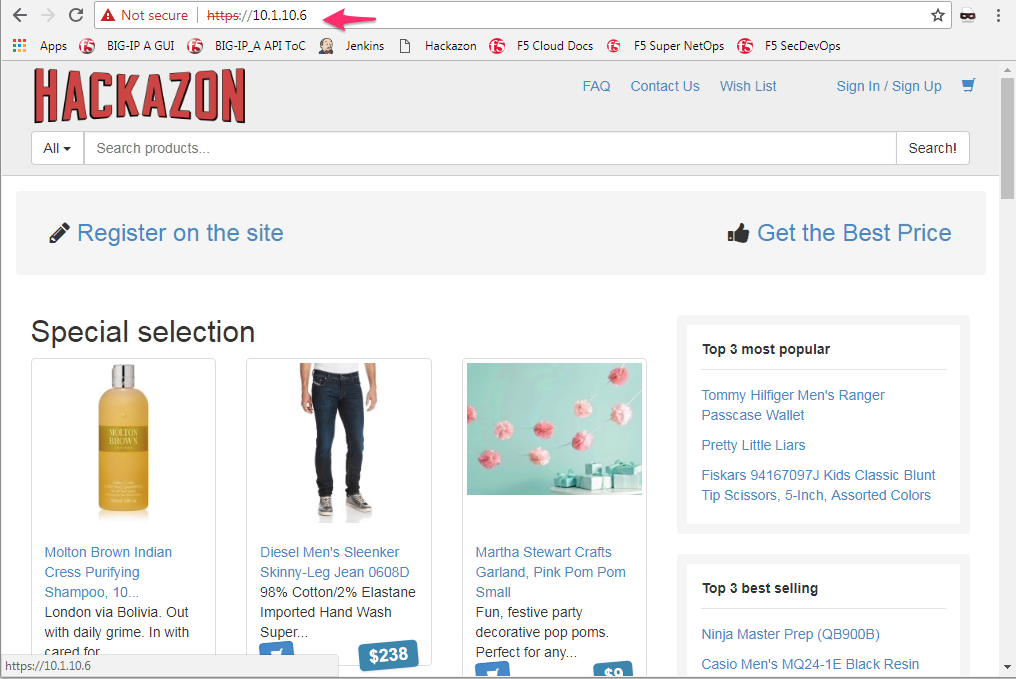 Not secure https://10.1.10.6
Apps BIG-IP A GUI BIG-IP_A API ToC Jenkins Hackazon F5 Cloud Docs F5 Super NetOps F5 SecDevOps
HACKAZON
FAQ Contact Us Wish List Sign In / Sign Up
All Search products... Search!
Register on the site
Get the Best Price
Special selection
MOLTON
BROWN
Molton Brown Indian
Cress Purifying
Shampoo, 10...
London via Bolivia. Out
with daily grime. In with
cared for
Diesel Men's Sleenker
Skinny-Leg Jean 0608D
98% Cotton/2% Elastane
Imported Hand Wash
Super...
$238
Martha Stewart Crafts
Garland, Pink Pom Pom
Small
Fun, festive party
decorative pop poms.
Perfect for any...
$9
Top 3 most popular
Tommy Hilfiger Men's Ranger
Passcase Wallet
Pretty Little Liars
Fiskars 94167097J Kids Classic Blunt
Tip Scissors, 5-Inch, Assorted Colors
Top 3 best selling
Ninja Master Prep (QB900B)
Casio Men's MQ24-1E Black Resin
https://10.1.10.6